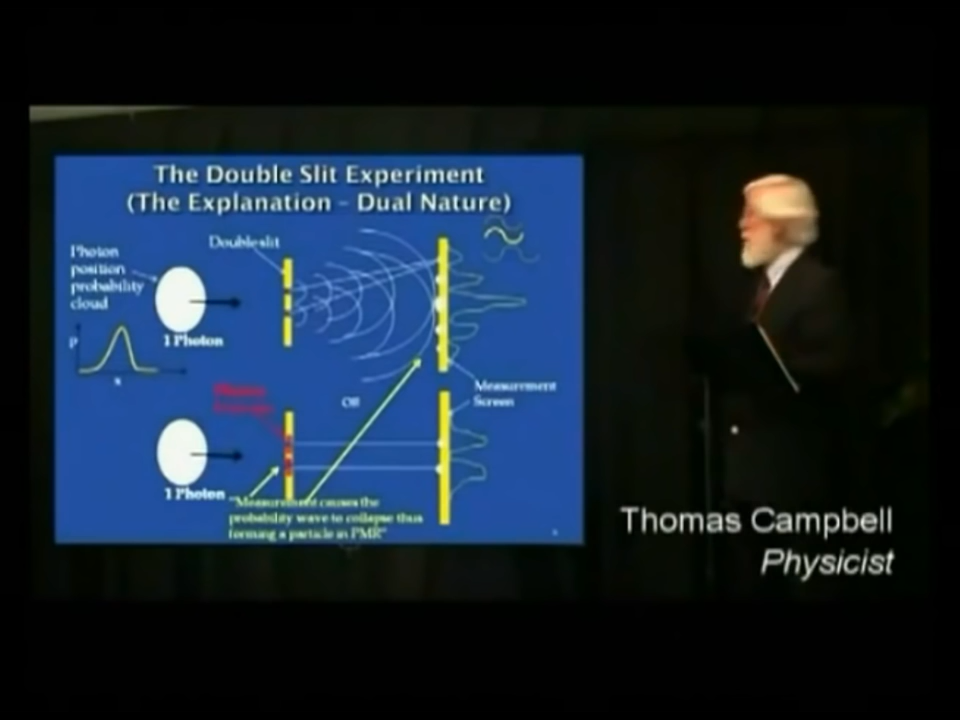 The Double Slit Experiment
(The Explanation – Dual Nature)
Photon
position
probability
cloud
Double slit
1 Photon
P
x
Measurement
Screen
OR
1 Photon
"Measurement causes the
probability wave to collapse thus
forming a particle in PMR"
Thomas Campbell
Physicist